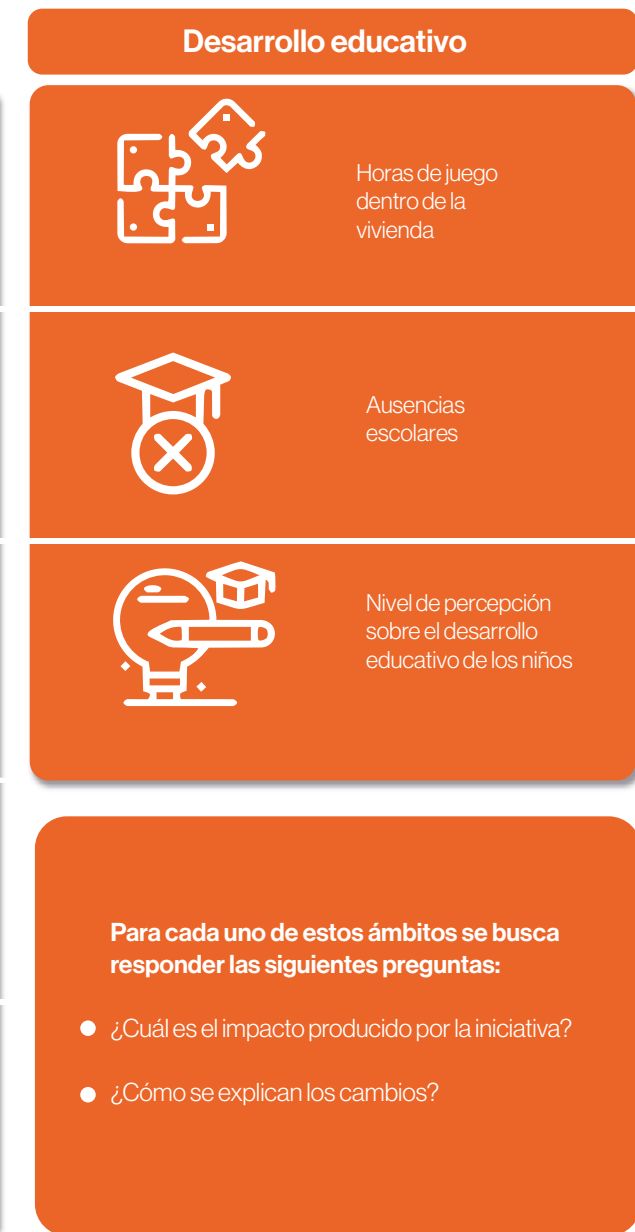 Desarrollo educativo
Horas de juego
dentro de la
vivienda
Ausencias
escolares
Nivel de percepción
sobre el desarrollo
educativo de los niños
Para cada uno de estos ámbitos se busca
responder las siguientes preguntas:
¿Cuál es el impacto producido por la iniciativa?
¿Cómo se explican los cambios?